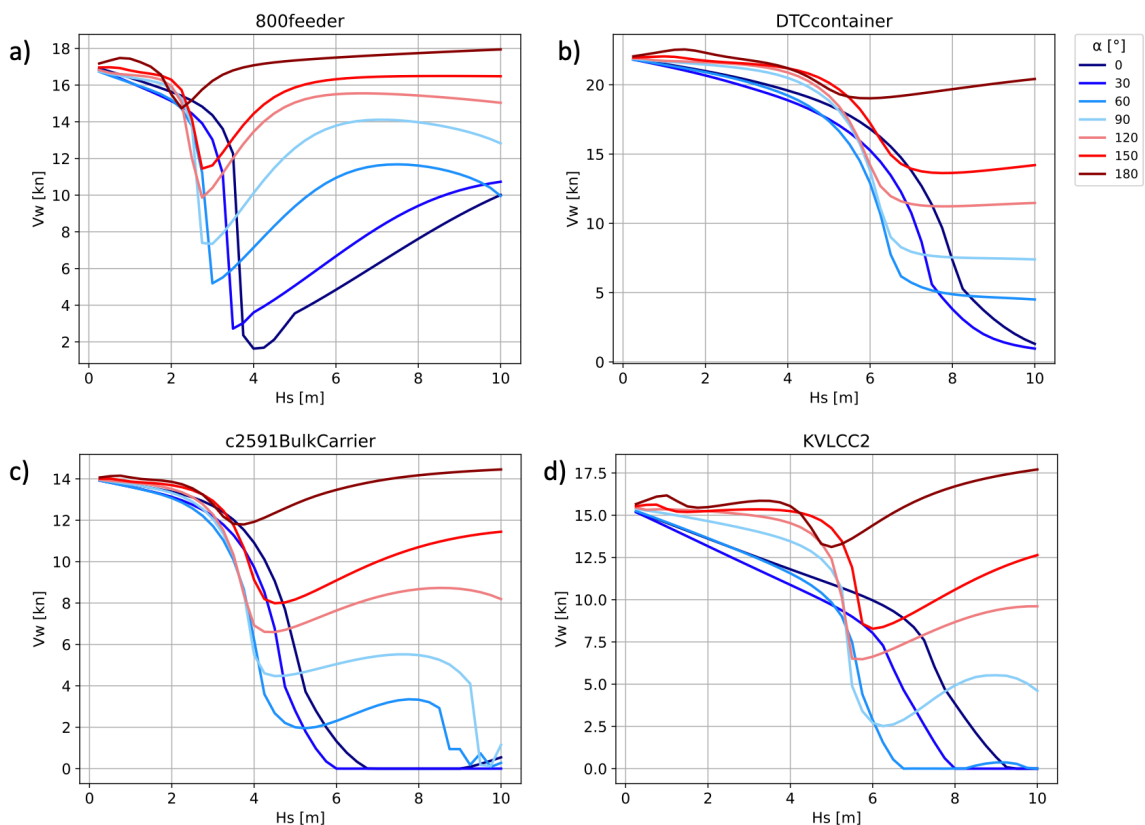 a)
800feeder
18
16
14
12
10
8
6
4
2
Vw [kn]
0 2 4 6 8 10
Hs [m]
b)
DTCcontainer
20
15
10
5
0
Vw [kn]
0 2 4 6 8 10
Hs [m]
α [°]
0
30
60
90
120
150
180
c)
c2591BulkCarrier
14
12
10
8
6
4
2
0
Vw [kn]
0 2 4 6 8 10
Hs [m]
d)
KVLCC2
17.5
15.0
12.5
10.0
7.5
5.0
2.5
0.0
Vw [kn]
0 2 4 6 8 10
Hs [m]